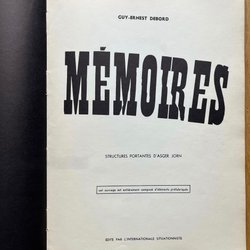 GUY-ERNEST DEBORD
MÉMOIRES
STRUCTURES PORTANTES D'ASGER JORN
cet ouvrage est entièrement composé d'éléments préfabriqués
EDITE PAR L'INTERNATIONALE SITUATIONNISTE